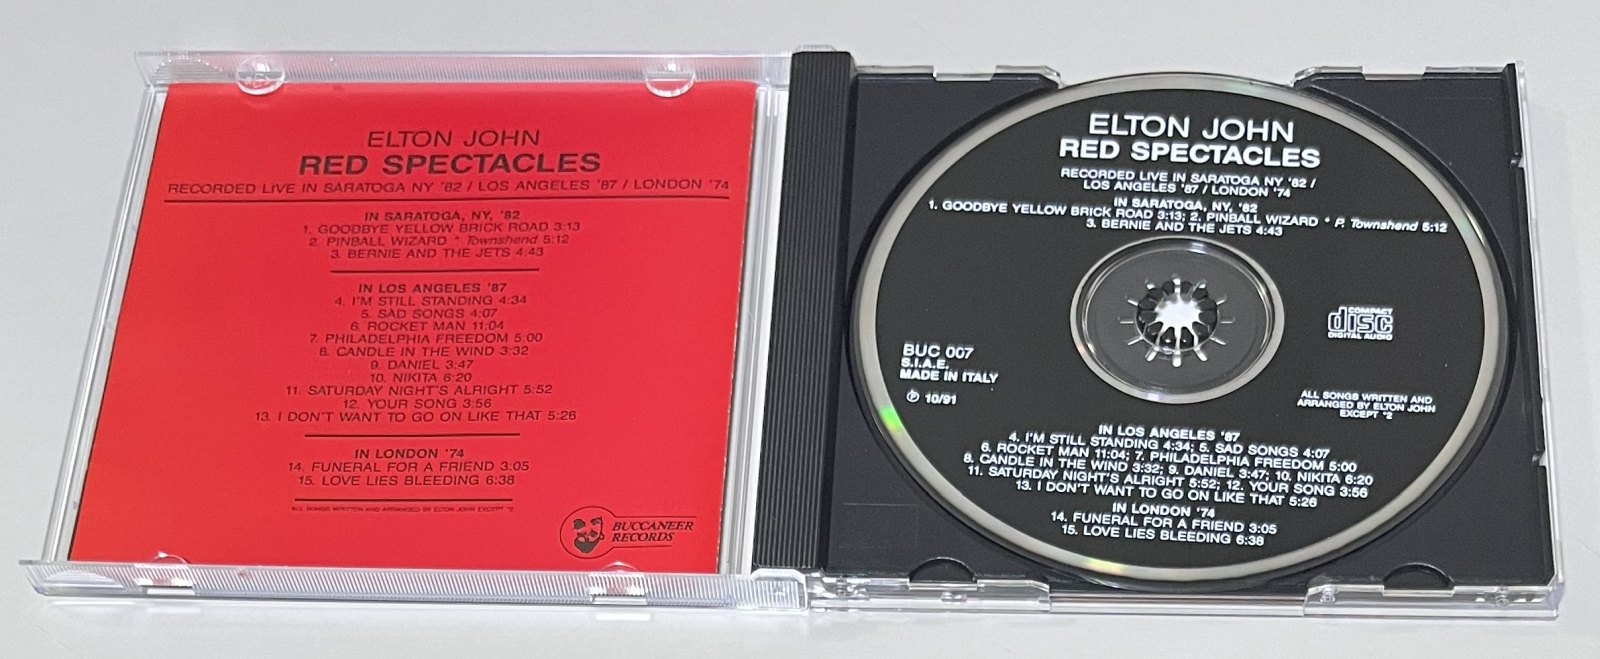 ELTON JOHN
RED SPECTACLES
RECORDED LIVE IN SARATOGA NY '82 / LOS ANGELES '87 / LONDON '74
IN SARATOGA, NY, '82
1. GOODBYE YELLOW BRICK ROAD 3:13
2. PINBALL WIZARD * Townshend 5:12
3. BERNIE AND THE JETS 4:43
IN LOS ANGELES '87
4. I'M STILL STANDING 4:34
5. SAD SONGS 4:07
6. ROCKET MAN 11:04
7. PHILADELPHIA FREEDOM 5:00
8. CANDLE IN THE WIND 3:32
9. DANIEL 3:47
10. NIKITA 6:20
11. SATURDAY NIGHT'S ALRIGHT 5:52
12. YOUR SONG 3:56
13. I DON'T WANT TO GO ON LIKE THAT 5:26
IN LONDON '74
14. FUNERAL FOR A FRIEND 3:05
15. LOVE LIES BLEEDING 6:38
ALL SONGS WRITTEN AND ARRANGED BY ELTON JOHN EXCEPT *2
BUCCANEER
RECORDS
ELTON JOHN
RED SPECTACLES
RECORDED LIVE IN SARATOGA NY '82 /
LOS ANGELES '87 / LONDON '74
IN SARATOGA, NY, '82
1. GOODBYE YELLOW BRICK ROAD 3:13; 2. PINBALL WIZARD * P. Townshend 5:12
3. BERNIE AND THE JETS 4:43
COMPACT
disc
DIGITAL AUDIO
BUC 007
S.I.A.E.
MADE IN ITALY
℗ 10/91
ALL SONGS WRITTEN AND
ARRANGED BY ELTON JOHN
EXCEPT *2
IN LOS ANGELES '87
4. I'M STILL STANDING 4:34; 5. SAD SONGS 4:07
6. ROCKET MAN 11:04; 7. PHILADELPHIA FREEDOM 5:00
8. CANDLE IN THE WIND 3:32; 9. DANIEL 3:47; 10. NIKITA 6:20
11. SATURDAY NIGHT'S ALRIGHT 5:52; 12. YOUR SONG 3:56
13. I DON'T WANT TO GO ON LIKE THAT 5:26
IN LONDON '74
14. FUNERAL FOR A FRIEND 3:05
15. LOVE LIES BLEEDING 6:38